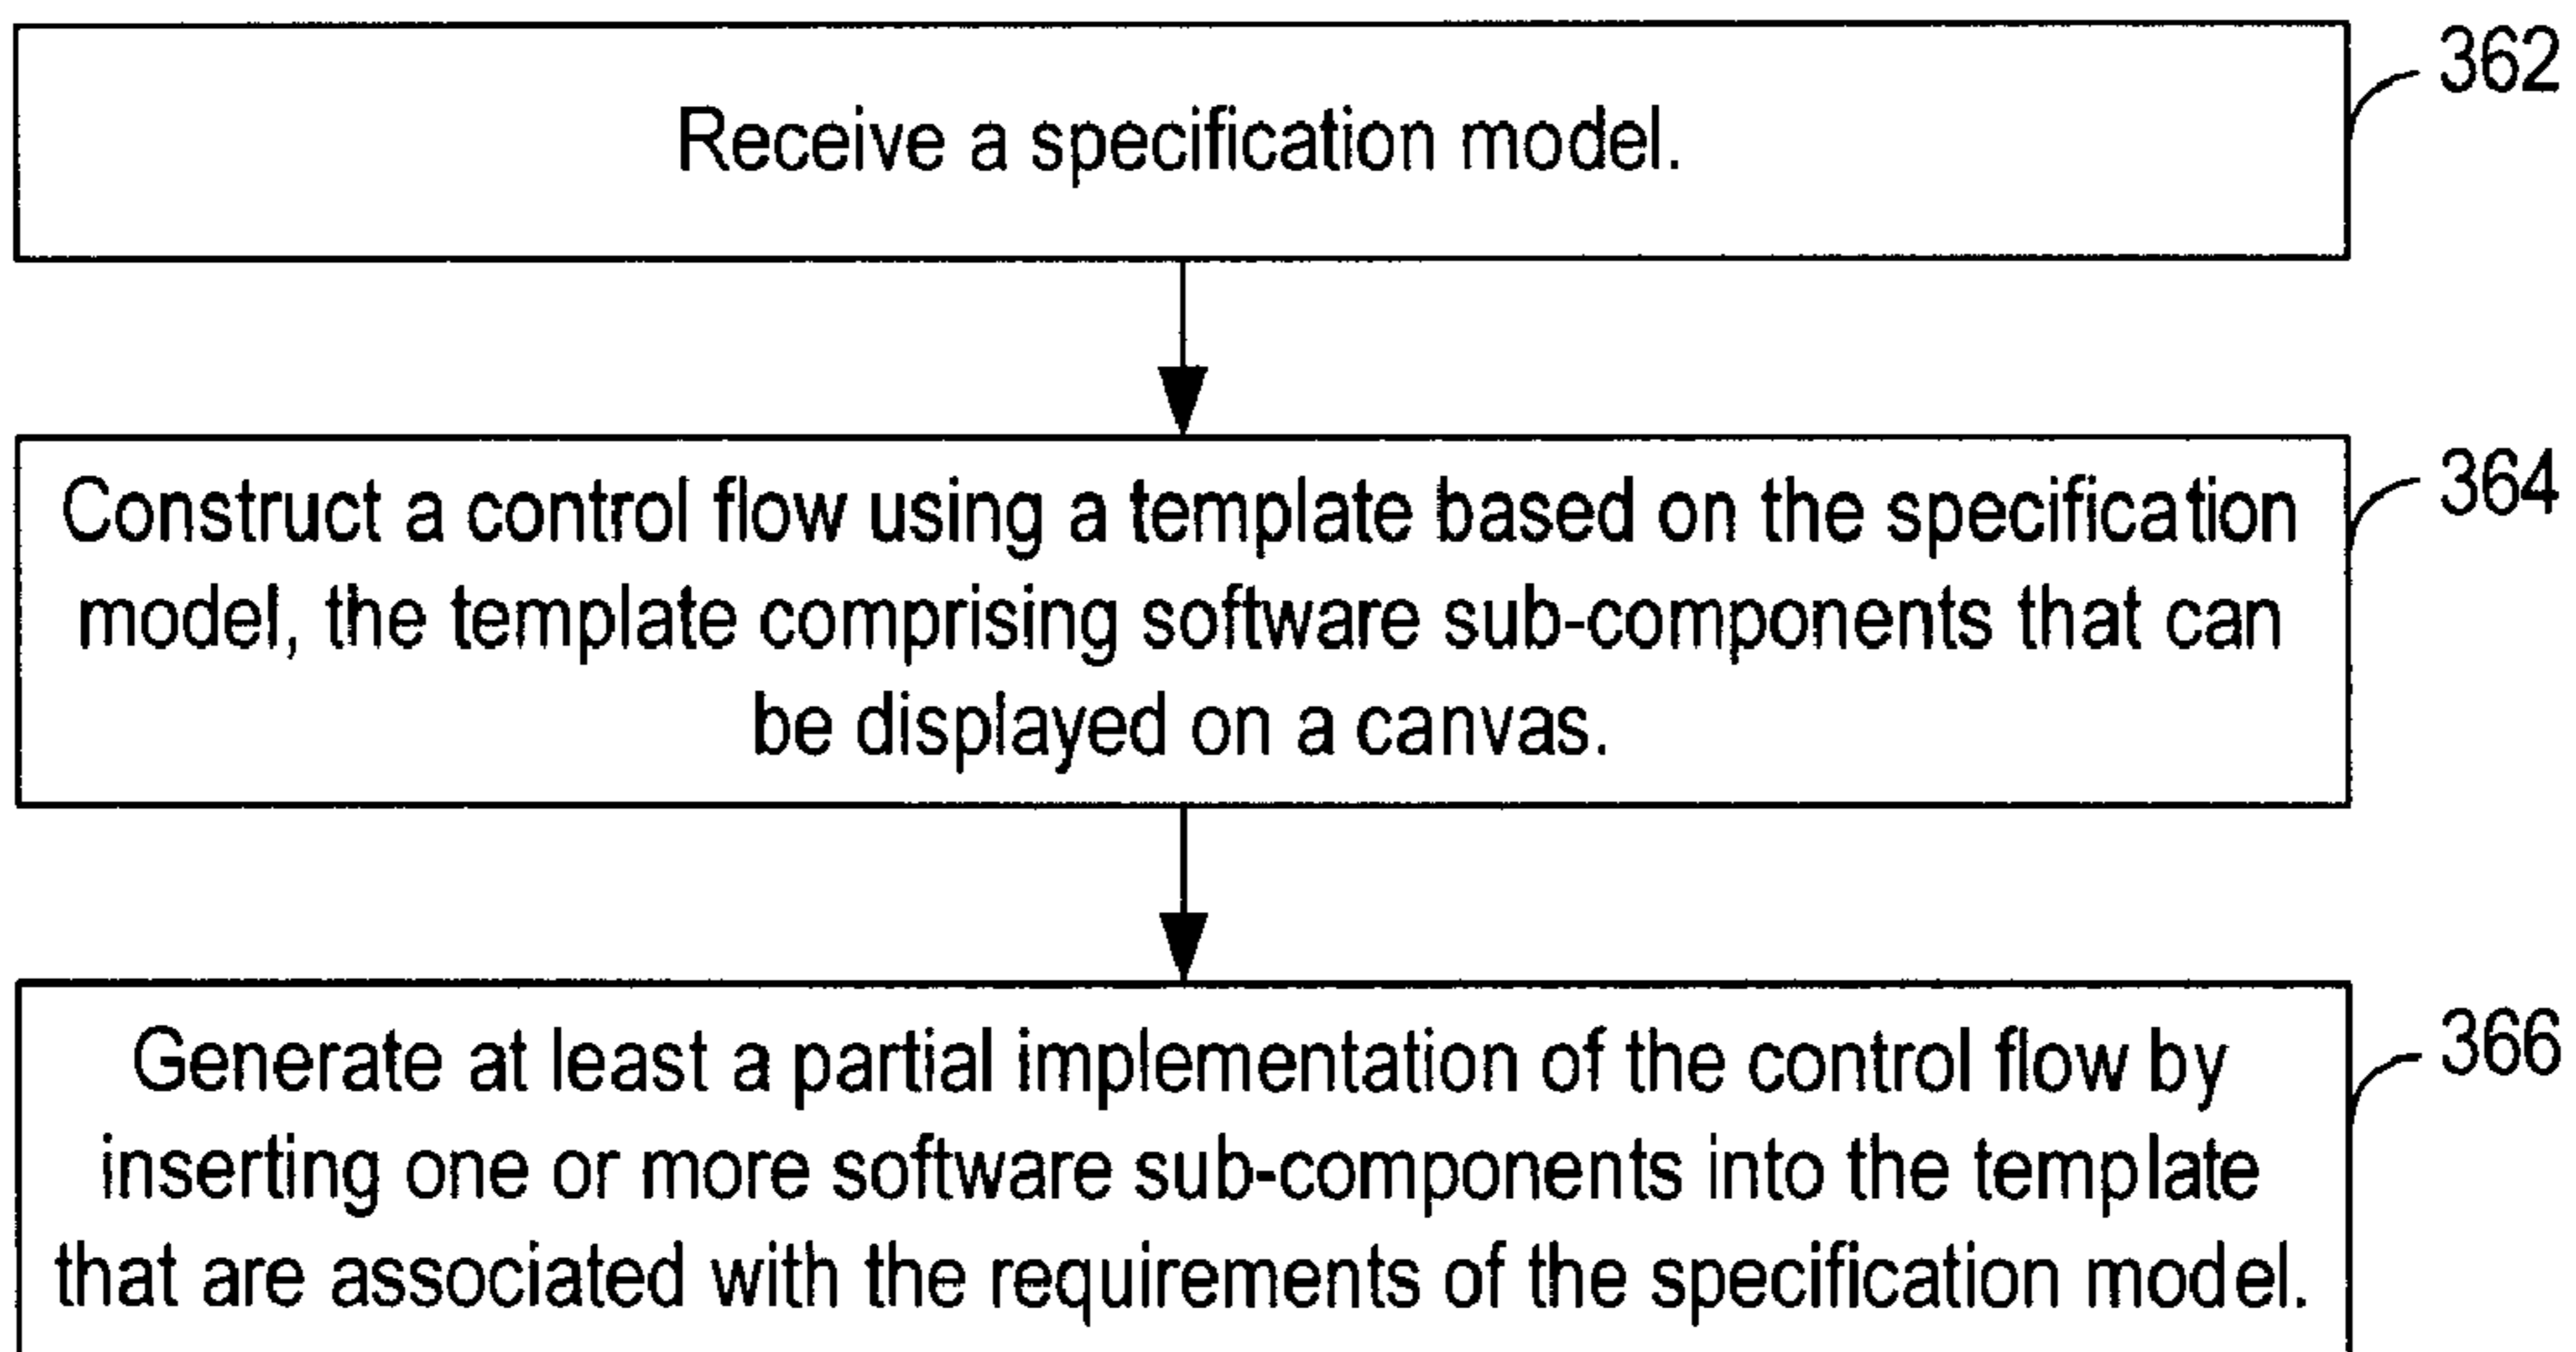 362
Receive a specification model.
364
Construct a control flow using a template based on the specification
model, the template comprising software sub-components that can
be displayed on a canvas.
366
Generate at least a partial implementation of the control flow by
inserting one or more software sub-components into the template
that are associated with the requirements of the specification model.